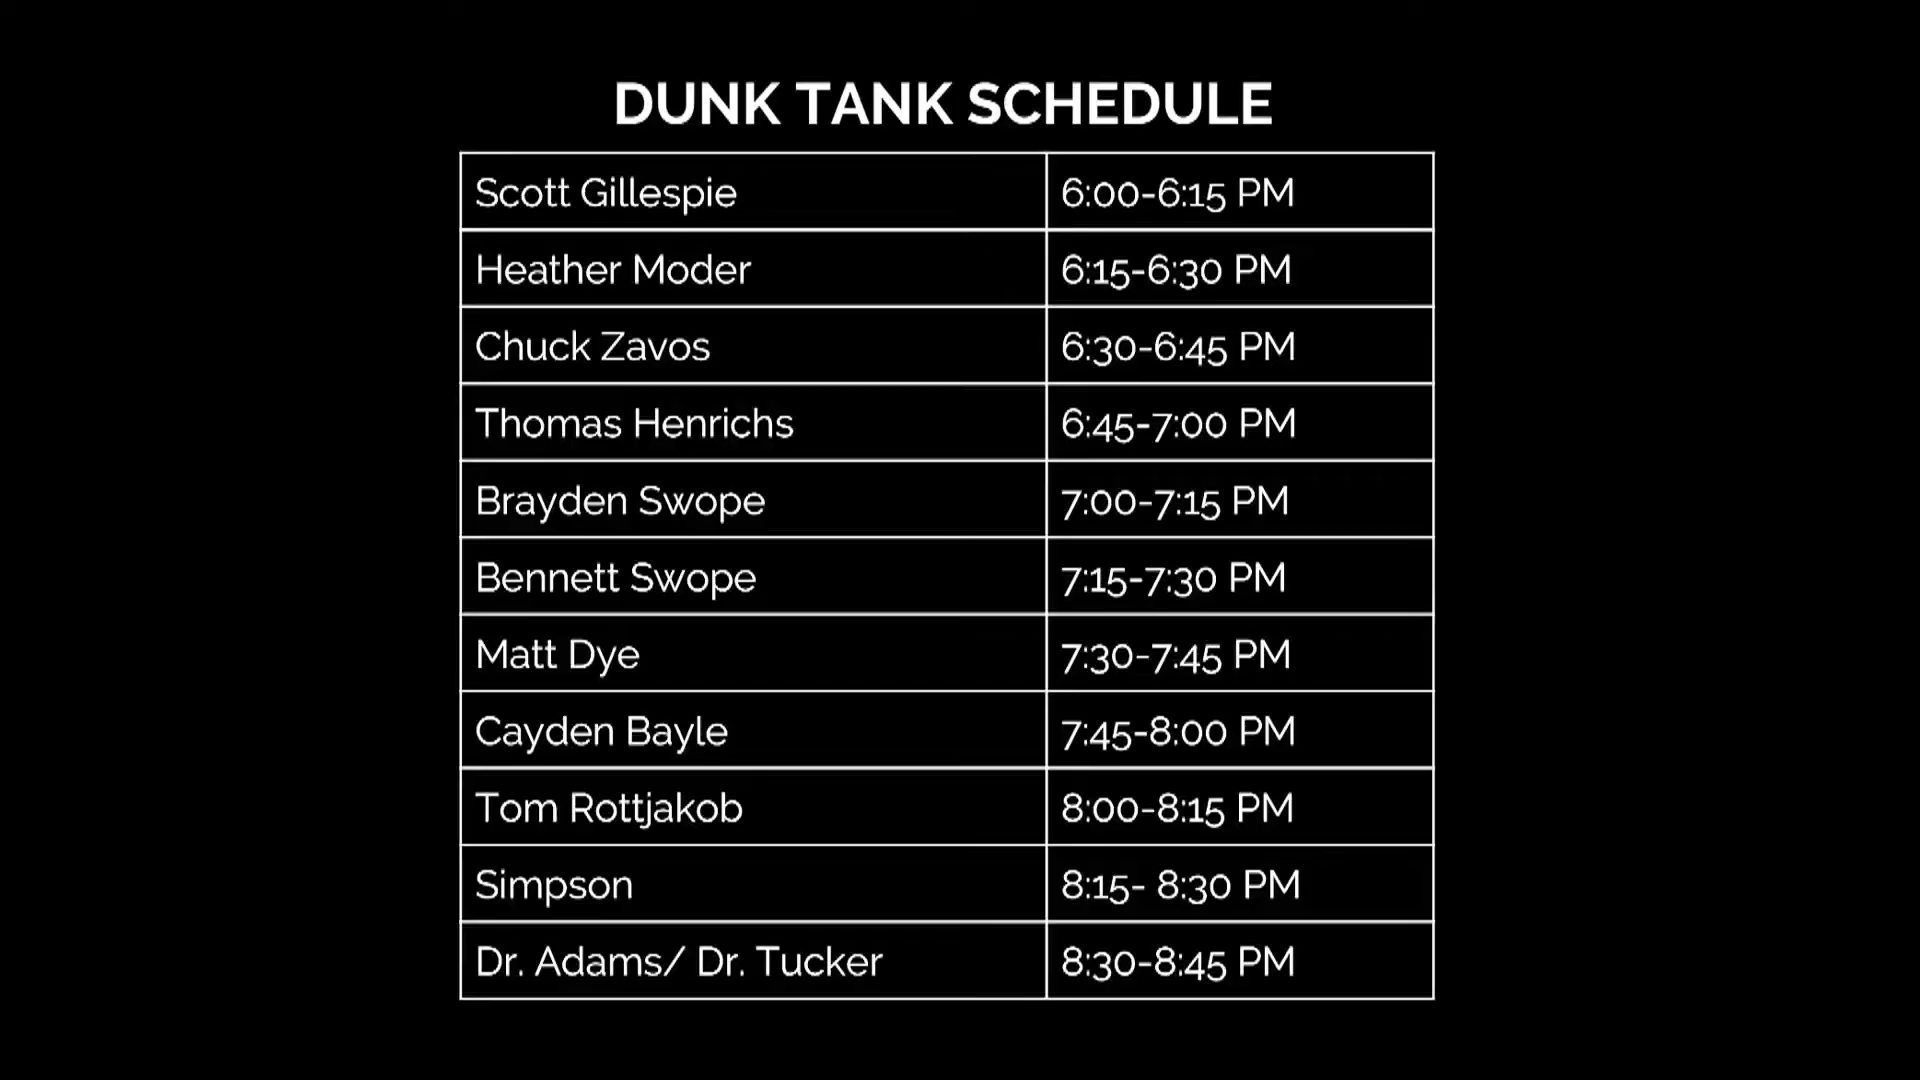 DUNK TANK SCHEDULE
Scott Gillespie 6:00-6:15 PM
Heather Moder 6:15-6:30 PM
Chuck Zavos 6:30-6:45 PM
Thomas Henrichs 6:45-7:00 PM
Brayden Swope 7:00-7:15 PM
Bennett Swope 7:15-7:30 PM
Matt Dye 7:30-7:45 PM
Cayden Bayle 7:45-8:00 PM
Tom Rottjakob 8:00-8:15 PM
Simpson 8:15- 8:30 PM
Dr. Adams/ Dr. Tucker 8:30-8:45 PM